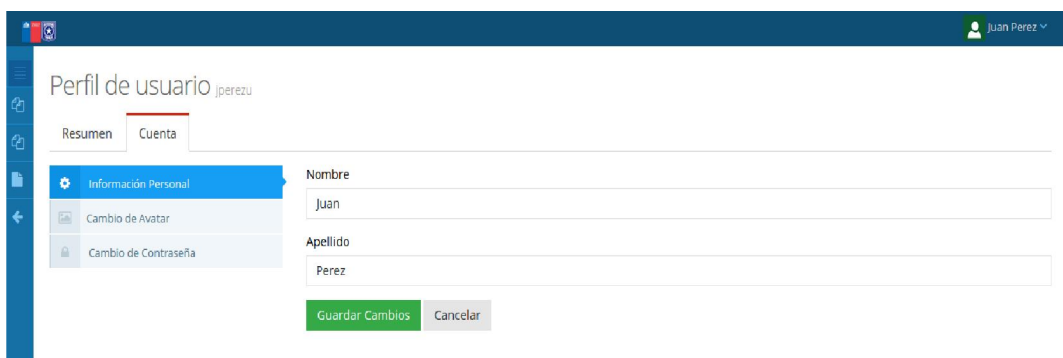 Juan Perez
Perfil de usuario jperezu
Resumen Cuenta
Información Personal
Cambio de Avatar
Cambio de Contraseña
Nombre
Juan
Apellido
Perez
Guardar Cambios Cancelar